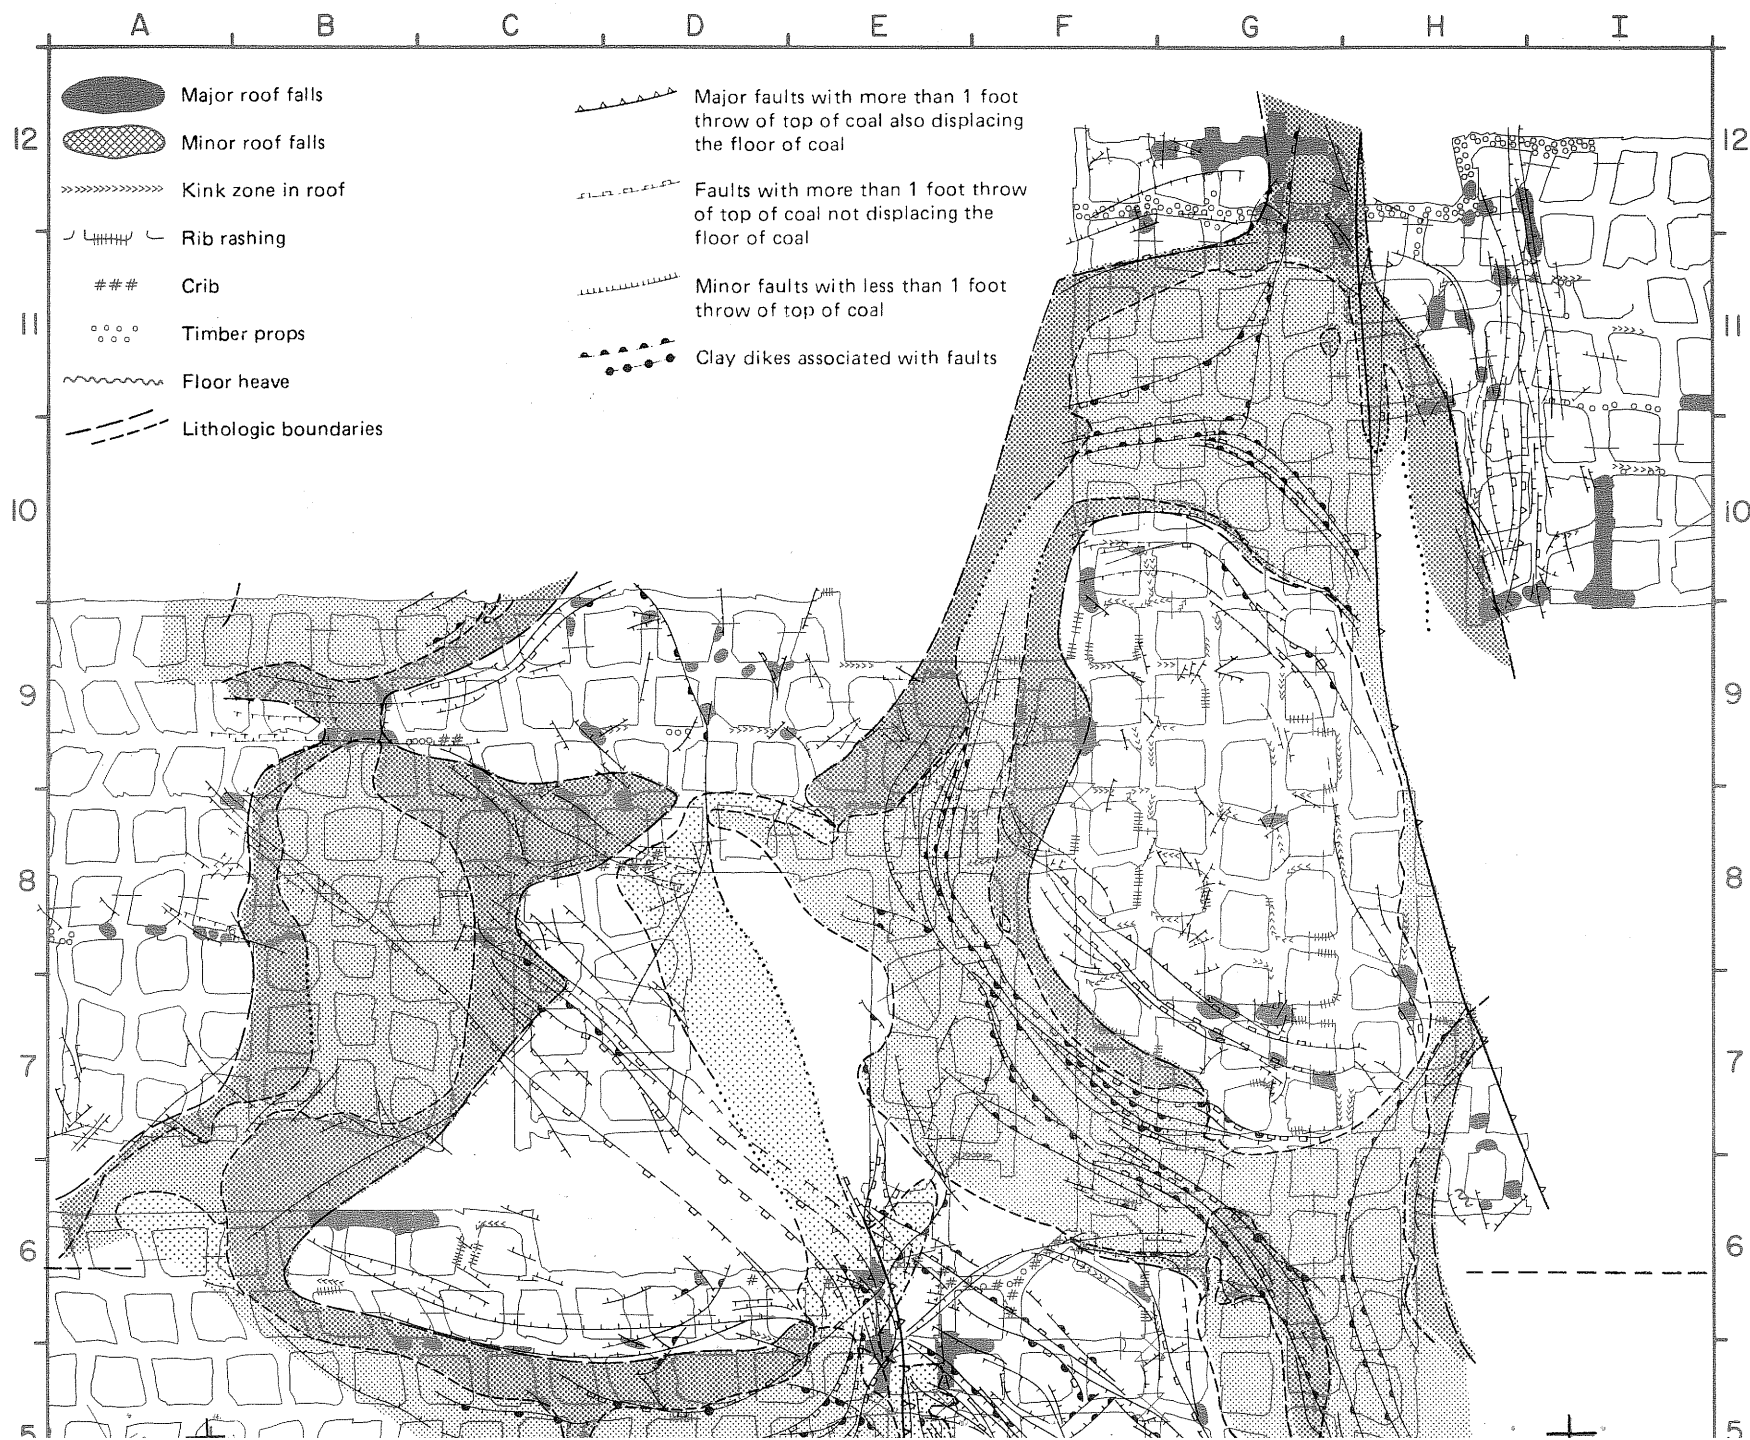 A B C D E F G H I
Major roof falls
Minor roof falls
Kink zone in roof
Rib rashing
Crib
Timber props
Floor heave
Lithologic boundaries
Major faults with more than 1 foot
throw of top of coal also displacing
the floor of coal
Faults with more than 1 foot throw
of top of coal not displacing the
floor of coal
Minor faults with less than 1 foot
throw of top of coal
Clay dikes associated with faults
12 12
11 11
10 10
9 9
8 8
7 7
6 6
5 5